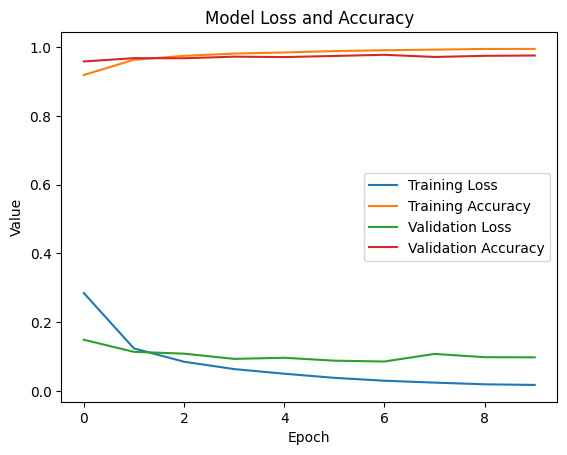 Model Loss and Accuracy
1.0
0.8
0.6
0.4
0.2
0.0
Value
Training Loss
Training Accuracy
Validation Loss
Validation Accuracy
0 2 4 6 8
Epoch